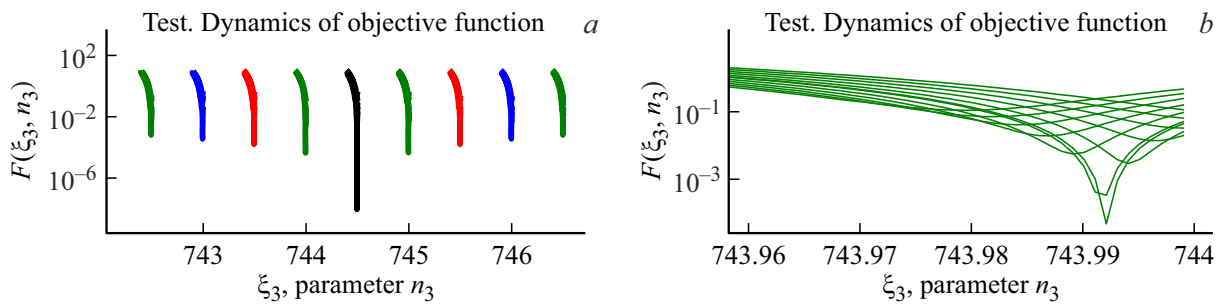 Test. Dynamics of objective function a
10²
10⁻²
10⁻⁶
F(ξ₃, n₃)
743 744 745 746
ξ₃, parameter n₃
Test. Dynamics of objective function b
10⁻¹
10⁻³
F(ξ₃, n₃)
743.96 743.97 743.98 743.99 744
ξ₃, parameter n₃